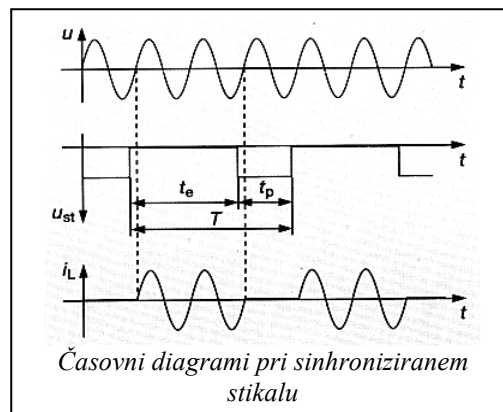 u
t
t
t_e
t_p
u_st
T
i_L
t
Časovni diagrami pri sinhroniziranem
stikalu